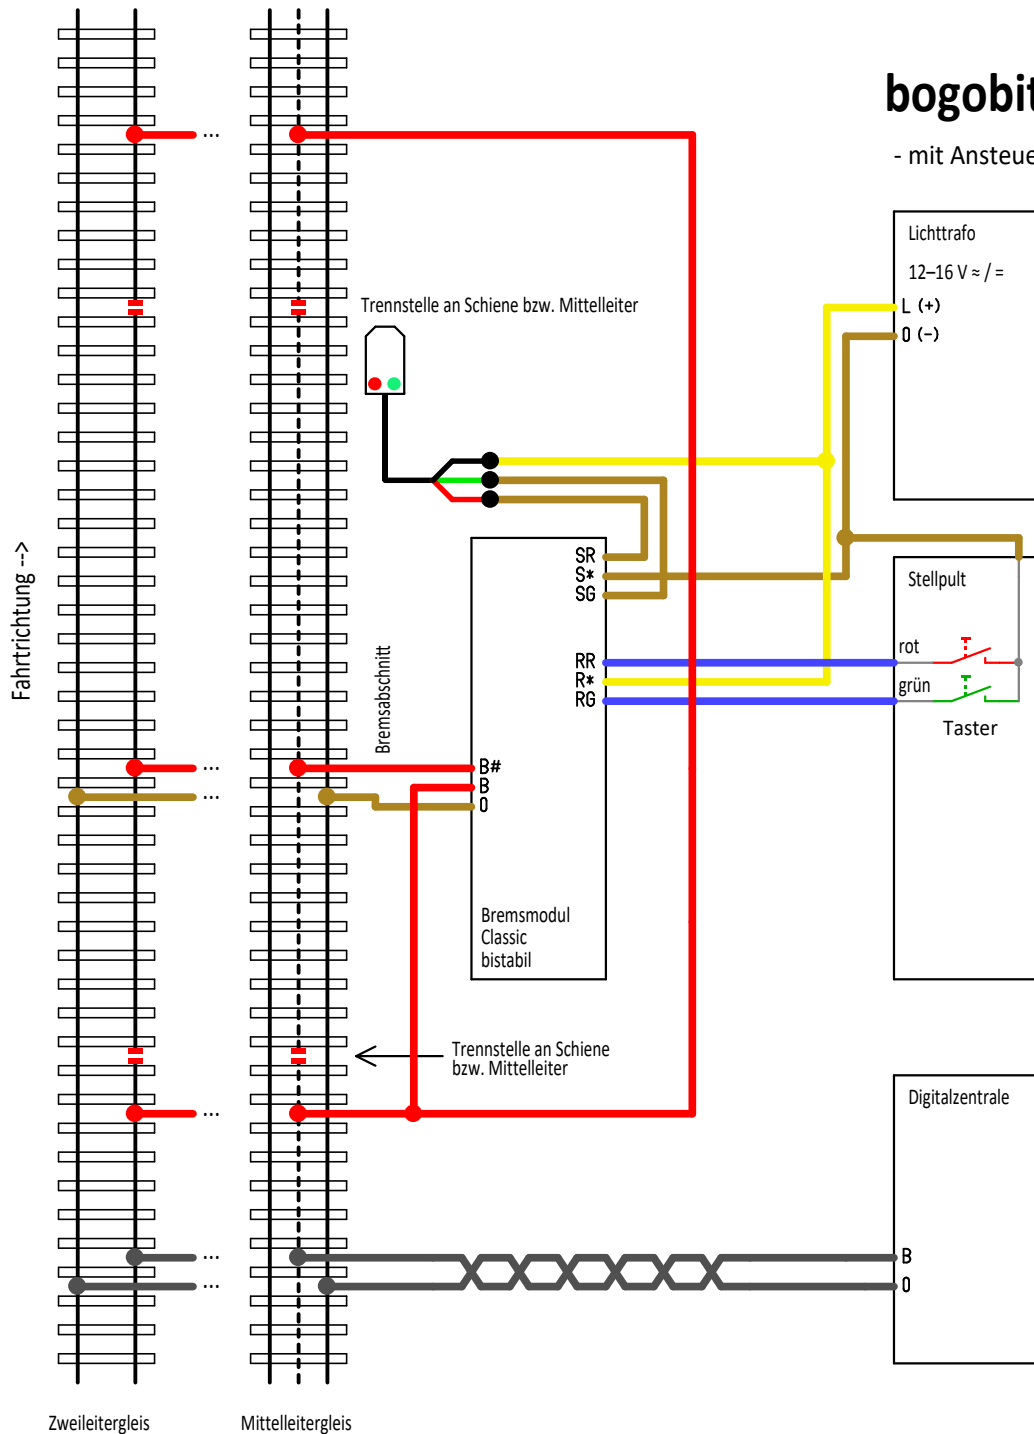 bogobit
- mit Ansteue
...
Lichttrafo
12–16 V ≈ / =
L (+)
0 (-)
Trennstelle an Schiene bzw. Mittelleiter
Fahrtrichtung -->
SR
S*
SG
RR
R*
RG
Stellpult
rot
grün
Taster
Bremsabschnitt
...
...
B#
B
0
Bremsmodul
Classic
bistabil
Trennstelle an Schiene
bzw. Mittelleiter
...
Digitalzentrale
...
...
B
0
Zweileitergleis
Mittelleitergleis